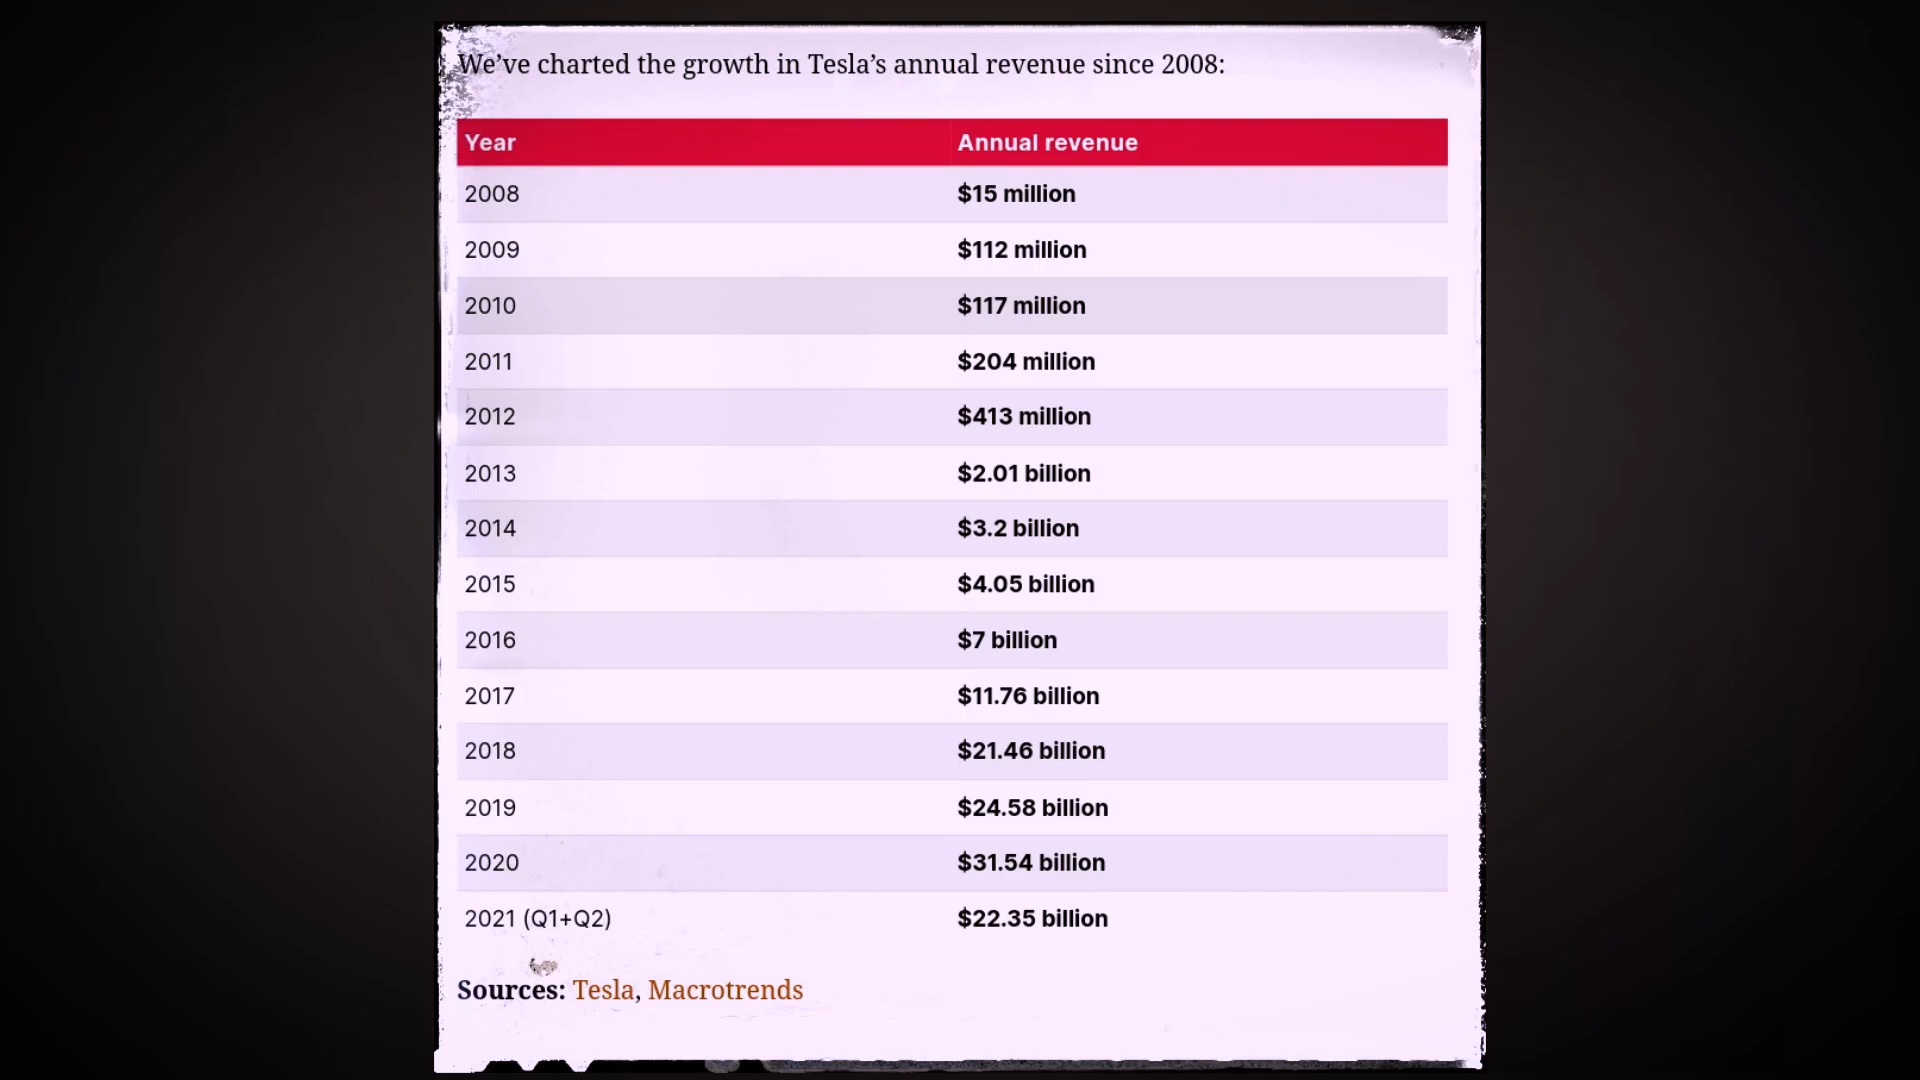 We’ve charted the growth in Tesla’s annual revenue since 2008:
Year Annual revenue
2008 $15 million
2009 $112 million
2010 $117 million
2011 $204 million
2012 $413 million
2013 $2.01 billion
2014 $3.2 billion
2015 $4.05 billion
2016 $7 billion
2017 $11.76 billion
2018 $21.46 billion
2019 $24.58 billion
2020 $31.54 billion
2021 (Q1+Q2) $22.35 billion
Sources: Tesla, Macrotrends